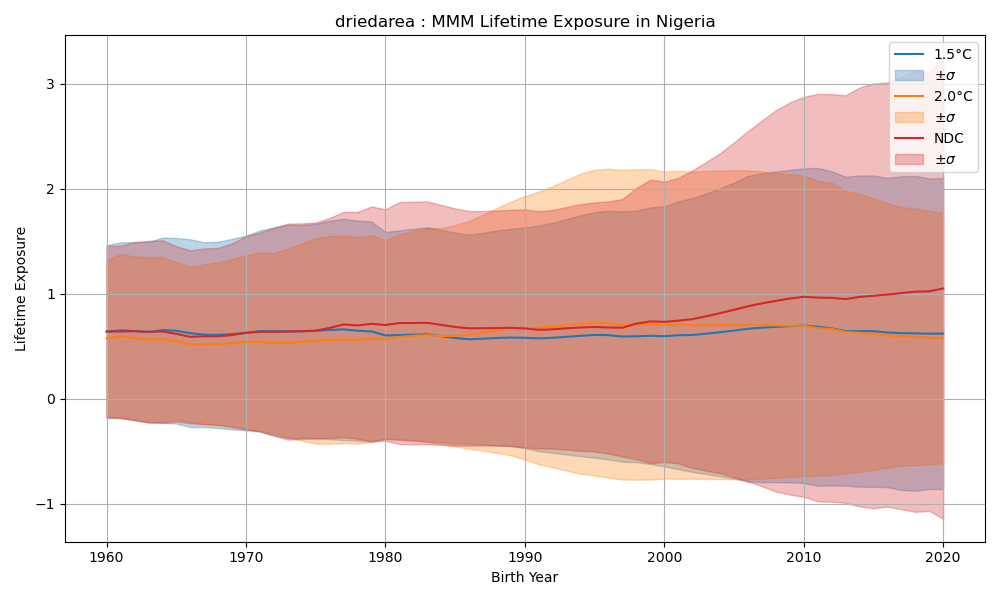 driedarea : MMM Lifetime Exposure in Nigeria
1.5°C
±σ
2.0°C
±σ
NDC
±σ
3
2
1
0
−1
Lifetime Exposure
1960 1970 1980 1990 2000 2010 2020
Birth Year